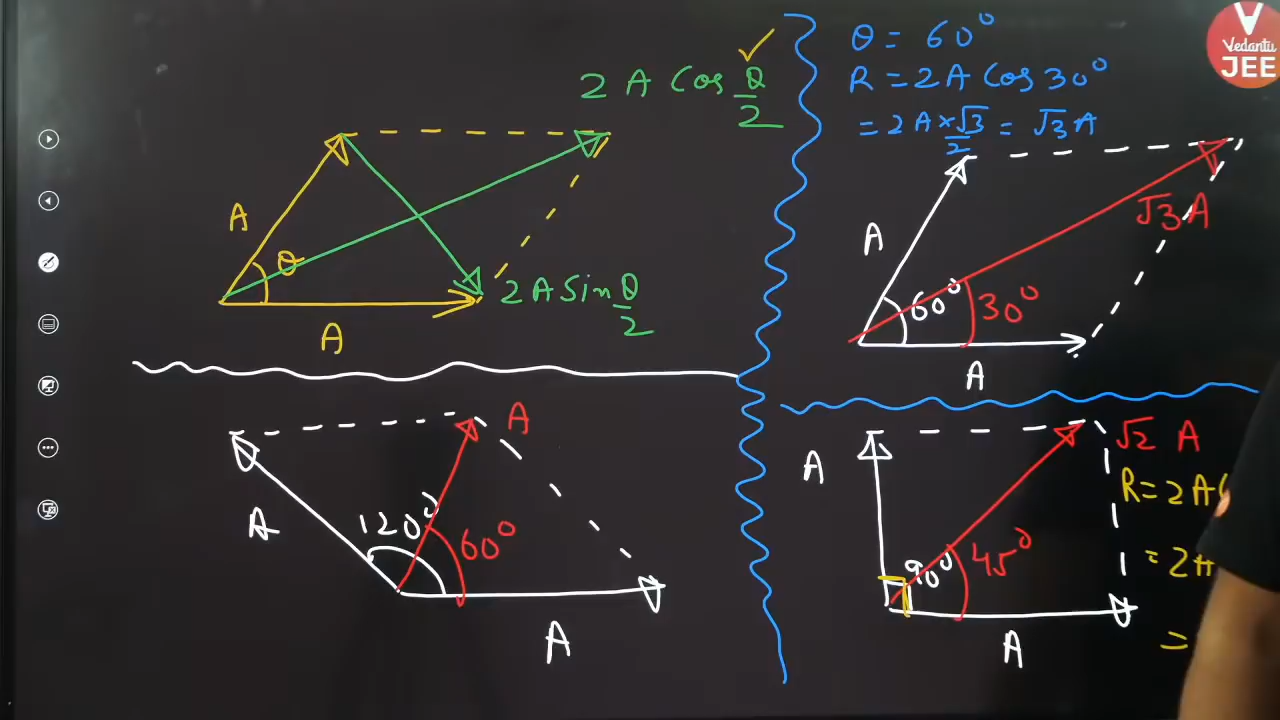 2 A Cos θ/2
A
θ
A
2 A Sin θ/2
θ = 60°
R = 2 A Cos 30°
= 2 A × √3/2 = √3 A
A
60°
30°
√3 A
A
A
120°
60°
A
A
A
90°
45°
√2 A
R = 2 A
= 2 A
=
A
Vedantu
JEE